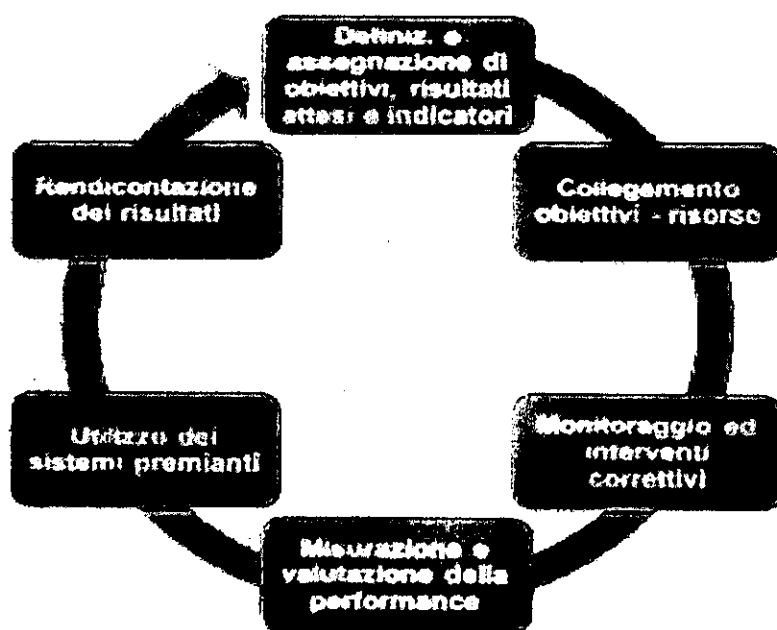 Definiz. e
assegnazione di
obiettivi, risultati
attesi e indicatori
Collegamento
obiettivi - risorse
Monitoraggio ed
interventi
correttivi
Misurazione e
valutazione della
performance
Utilizzo dei
sistemi premianti
Rendicontazione
dei risultati